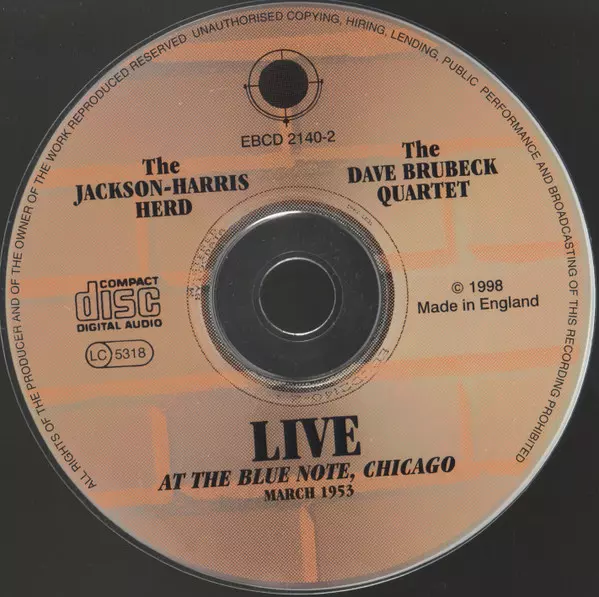 ALL RIGHTS OF THE PRODUCER AND OF THE OWNER OF THE WORK REPRODUCED RESERVED UNAUTHORISED COPYING, HIRING, LENDING, PUBLIC PERFORMANCE AND BROADCASTING OF THIS RECORDING PROHIBITED
EBCD 2140-2
The
JACKSON-HARRIS
HERD
The
DAVE BRUBECK
QUARTET
COMPACT
disc
DIGITAL AUDIO
LC 5318
© 1998
Made in England
LIVE
AT THE BLUE NOTE, CHICAGO
MARCH 1953